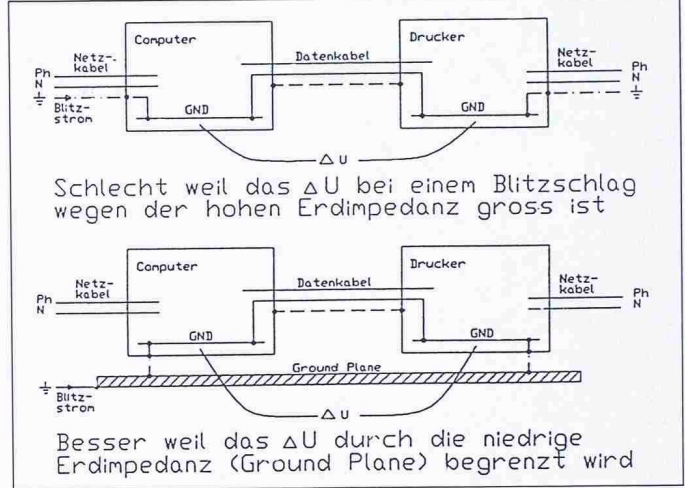 Computer
Drucker
Netz-
kabel
Datenkabel
Netz-
kabel
Ph
N
Ph
N
Blitz-
strom
GND
GND
ΔU
Schlecht weil das ΔU bei einem Blitzschlag
wegen der hohen Erdimpedanz gross ist
Computer
Drucker
Netz-
kabel
Datenkabel
Netz-
kabel
Ph
N
Ph
N
GND
GND
Ground Plane
Blitz-
strom
ΔU
Besser weil das ΔU durch die niedrige
Erdimpedanz (Ground Plane) begrenzt wird